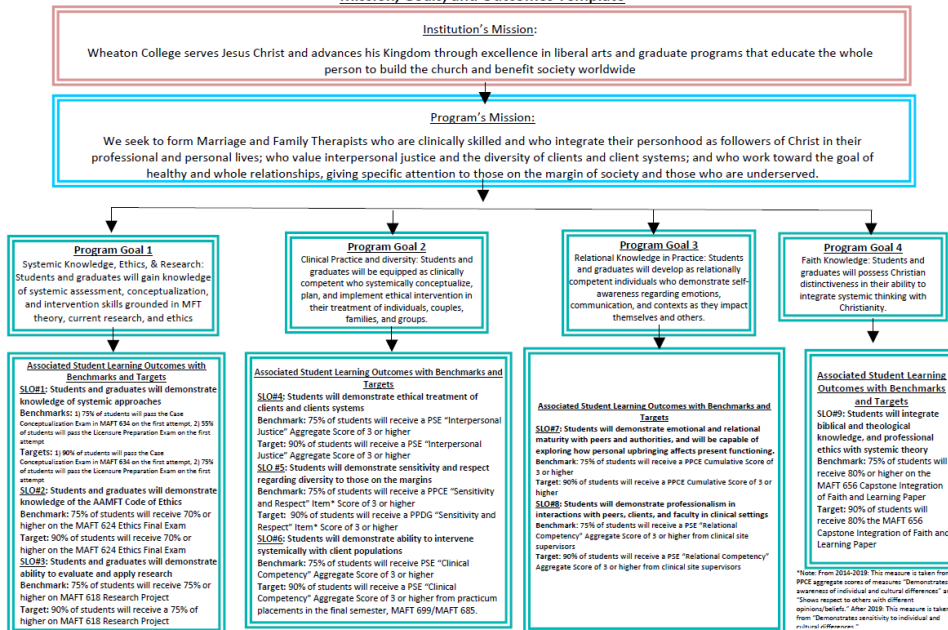 Mission, Goals, and Outcomes Template
Institution's Mission:
Wheaton College serves Jesus Christ and advances his Kingdom through excellence in liberal arts and graduate programs that educate the whole
person to build the church and benefit society worldwide
Program's Mission:
We seek to form Marriage and Family Therapists who are clinically skilled and who integrate their personhood as followers of Christ in their
professional and personal lives; who value interpersonal justice and the diversity of clients and client systems; and who work toward the goal of
healthy and whole relationships, giving specific attention to those on the margin of society and those who are underserved.
Program Goal 1
Systemic Knowledge, Ethics, & Research:
Students and graduates will gain knowledge
of systemic assessment, conceptualization,
and intervention skills grounded in MFT
theory, current research, and ethics
Program Goal 2
Clinical Practice and diversity: Students and
graduates will be equipped as clinically
competent who systemically conceptualize,
plan, and implement ethical intervention in
their treatment of individuals, couples,
families, and groups.
Program Goal 3
Relational Knowledge in Practice: Students
and graduates will develop as relationally
competent individuals who demonstrate self-
awareness regarding emotions,
communication, and contexts as they impact
themselves and others.
Program Goal 4
Faith Knowledge: Students and
graduates will possess Christian
distinctiveness in their ability to
integrate systemic thinking with
Christianity.
Associated Student Learning Outcomes with
Benchmarks and Targets
SLO#1: Students and graduates will demonstrate
knowledge of systemic approaches
Benchmarks: 1) 75% of students will pass the Case
Conceptualization Exam in MAFT 634 on the first attempt, 2) 55%
of students will pass the Licensure Preparation Exam on the first
attempt
Targets: 1) 90% of students will pass the Case
Conceptualization Exam in MAFT 634 on the first attempt, 2) 75%
of students will pass the Licensure Preparation Exam on the first
attempt
SLO#2: Students and graduates will demonstrate
knowledge of the AAMFT Code of Ethics
Benchmark: 75% of students will receive 70% or
higher on the MAFT 624 Ethics Final Exam
Target: 90% of students will receive 70% or
higher on the MAFT 624 Ethics Final Exam
SLO#3: Students and graduates will demonstrate
ability to evaluate and apply research
Benchmark: 75% of students will receive 75% or
higher on MAFT 618 Research Project
Target: 90% of students will receive a 75% of
higher on MAFT 618 Research Project
Associated Student Learning Outcomes with Benchmarks and
Targets
SLO#4: Students will demonstrate ethical treatment of
clients and clients systems
Benchmark: 75% of students will receive a PSE "Interpersonal
Justice" Aggregate Score of 3 or higher
Target: 90% of students will receive a PSE "Interpersonal
Justice" Aggregate Score of 3 or higher
SLO #5: Students will demonstrate sensitivity and respect
regarding diversity to those on the margins
Benchmark: 75% of students will receive a PPCE "Sensitivity
and Respect" Item* Score of 3 or higher
Target: 90% of students will receive a PPDG "Sensitivity and
Respect" Item* Score of 3 or higher
SLO#6: Students will demonstrate ability to intervene
systemically with client populations
Benchmark: 75% of students will receive PSE "Clinical
Competency" Aggregate Score of 3 or higher
Target: 90% of students will receive a PSE "Clinical
Competency" Aggregate Score of 3 or higher from practicum
placements in the final semester, MAFT 699/MAFT 685.
Associated Student Learning Outcomes with Benchmarks and
Targets
SLO#7: Students will demonstrate emotional and relational
maturity with peers and authorities, and will be capable of
exploring how personal upbringing affects present functioning.
Benchmark: 75% of students will receive a PPCE Cumulative Score of
3 or higher
Target: 90% of students will receive a PPCE Cumulative Score of 3 or
higher
SLO#8: Students will demonstrate professionalism in
interactions with peers, clients, and faculty in clinical settings
Benchmark: 75% of students will receive a PSE "Relational
Competency" Aggregate Score of 3 or higher from clinical site
supervisors
Target: 90% of students will receive a PSE "Relational Competency"
Aggregate Score of 3 or higher from clinical site supervisors
Associated Student Learning
Outcomes with Benchmarks
and Targets
SLO#9: Students will integrate
biblical and theological
knowledge, and professional
ethics with systemic theory
Benchmark: 75% of students will
receive 80% or higher on the
MAFT 656 Capstone Integration
of Faith and Learning Paper
Target: 90% of students will
receive 80% the MAFT 656
Capstone Integration of Faith and
Learning Paper
*Note: From 2014-2019: This measure is taken from
PPCE aggregate scores of measures "Demonstrates
awareness of individual and cultural differences" and
"Shows respect to others with different
opinions/beliefs." After 2019: This measure is taken
from "Demonstrates sensitivity to individual and
cultural differences."